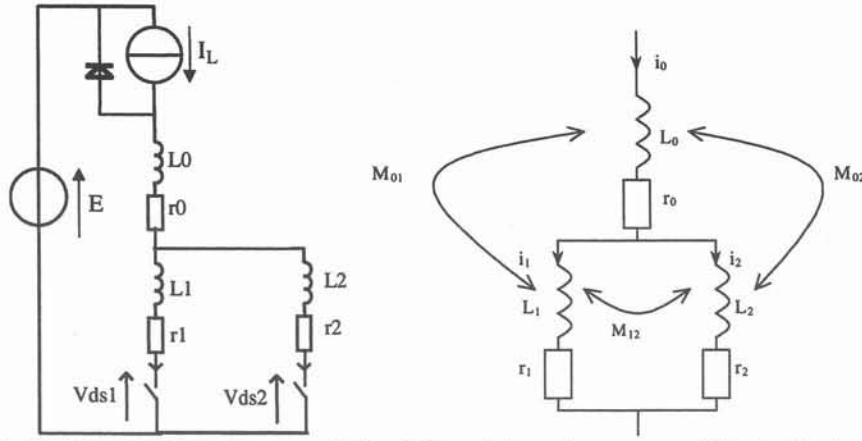 I_L
L0
E
r0
L1
L2
r1
r2
Vds1
Vds2
i₀
L₀
M₀₁
M₀₂
r₀
i₁
i₂
L₁
L₂
M₁₂
r₁
r₂